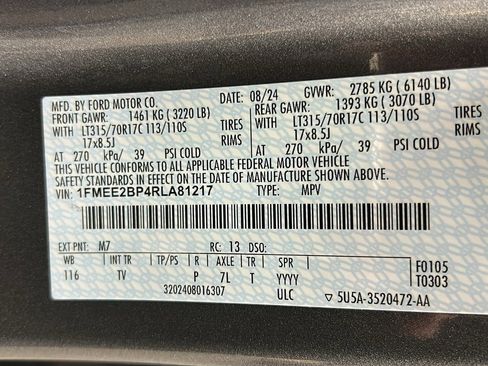 MFD. BY FORD MOTOR CO.
DATE: 08/24 GVWR: 2785 KG ( 6140 LB)
FRONT GAWR: 1461 KG ( 3220 LB) REAR GAWR: 1393 KG ( 3070 LB)
WITH LT315/70R17C 113/110S TIRES WITH LT315/70R17C 113/110S TIRES
17x8.5J RIMS 17x8.5J RIMS
AT 270 kPa/ 39 PSI COLD AT 270 kPa/ 39 PSI COLD
THIS VEHICLE CONFORMS TO ALL APPLICABLE FEDERAL MOTOR VEHICLE
SAFETY STANDARDS IN EFFECT ON THE DATE OF MANUFACTURE SHOWN ABOVE.
VIN: 1FMEE2BP4RLA81217 TYPE: MPV
EXT PNT: M7 RC: 13 DSO:
WB INT TR TP/PS R AXLE TR SPR
116 TV P 7L T YYYY
F0105
T0303
3202408016307 ULC ▽ 5U5A-3520472-AA